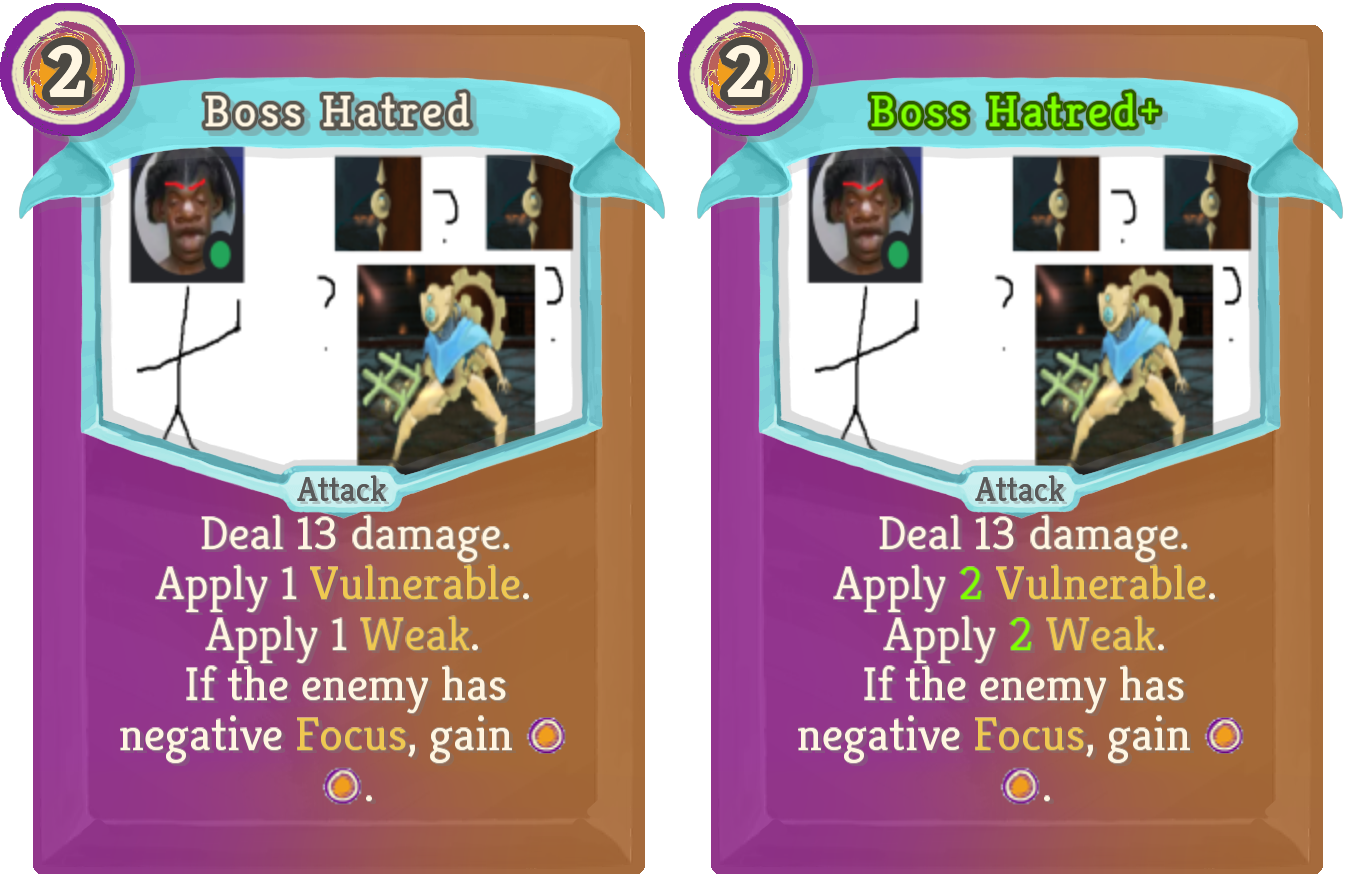 2
Boss Hatred
Attack
Deal 13 damage.
Apply 1 Vulnerable.
Apply 1 Weak.
If the enemy has
negative Focus, gain
.
2
Boss Hatred+
Attack
Deal 13 damage.
Apply 2 Vulnerable.
Apply 2 Weak.
If the enemy has
negative Focus, gain
.